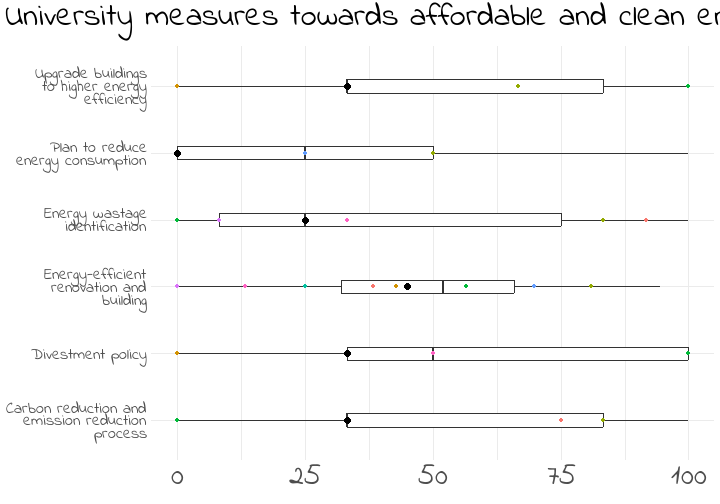 University measures towards affordable and clean er
Upgrade buildings
to higher energy
efficiency
Plan to reduce
energy consumption
Energy wastage
identification
Energy-efficient
renovation and
building
Divestment policy
Carbon reduction and
emission reduction
process
0 25 50 75 100